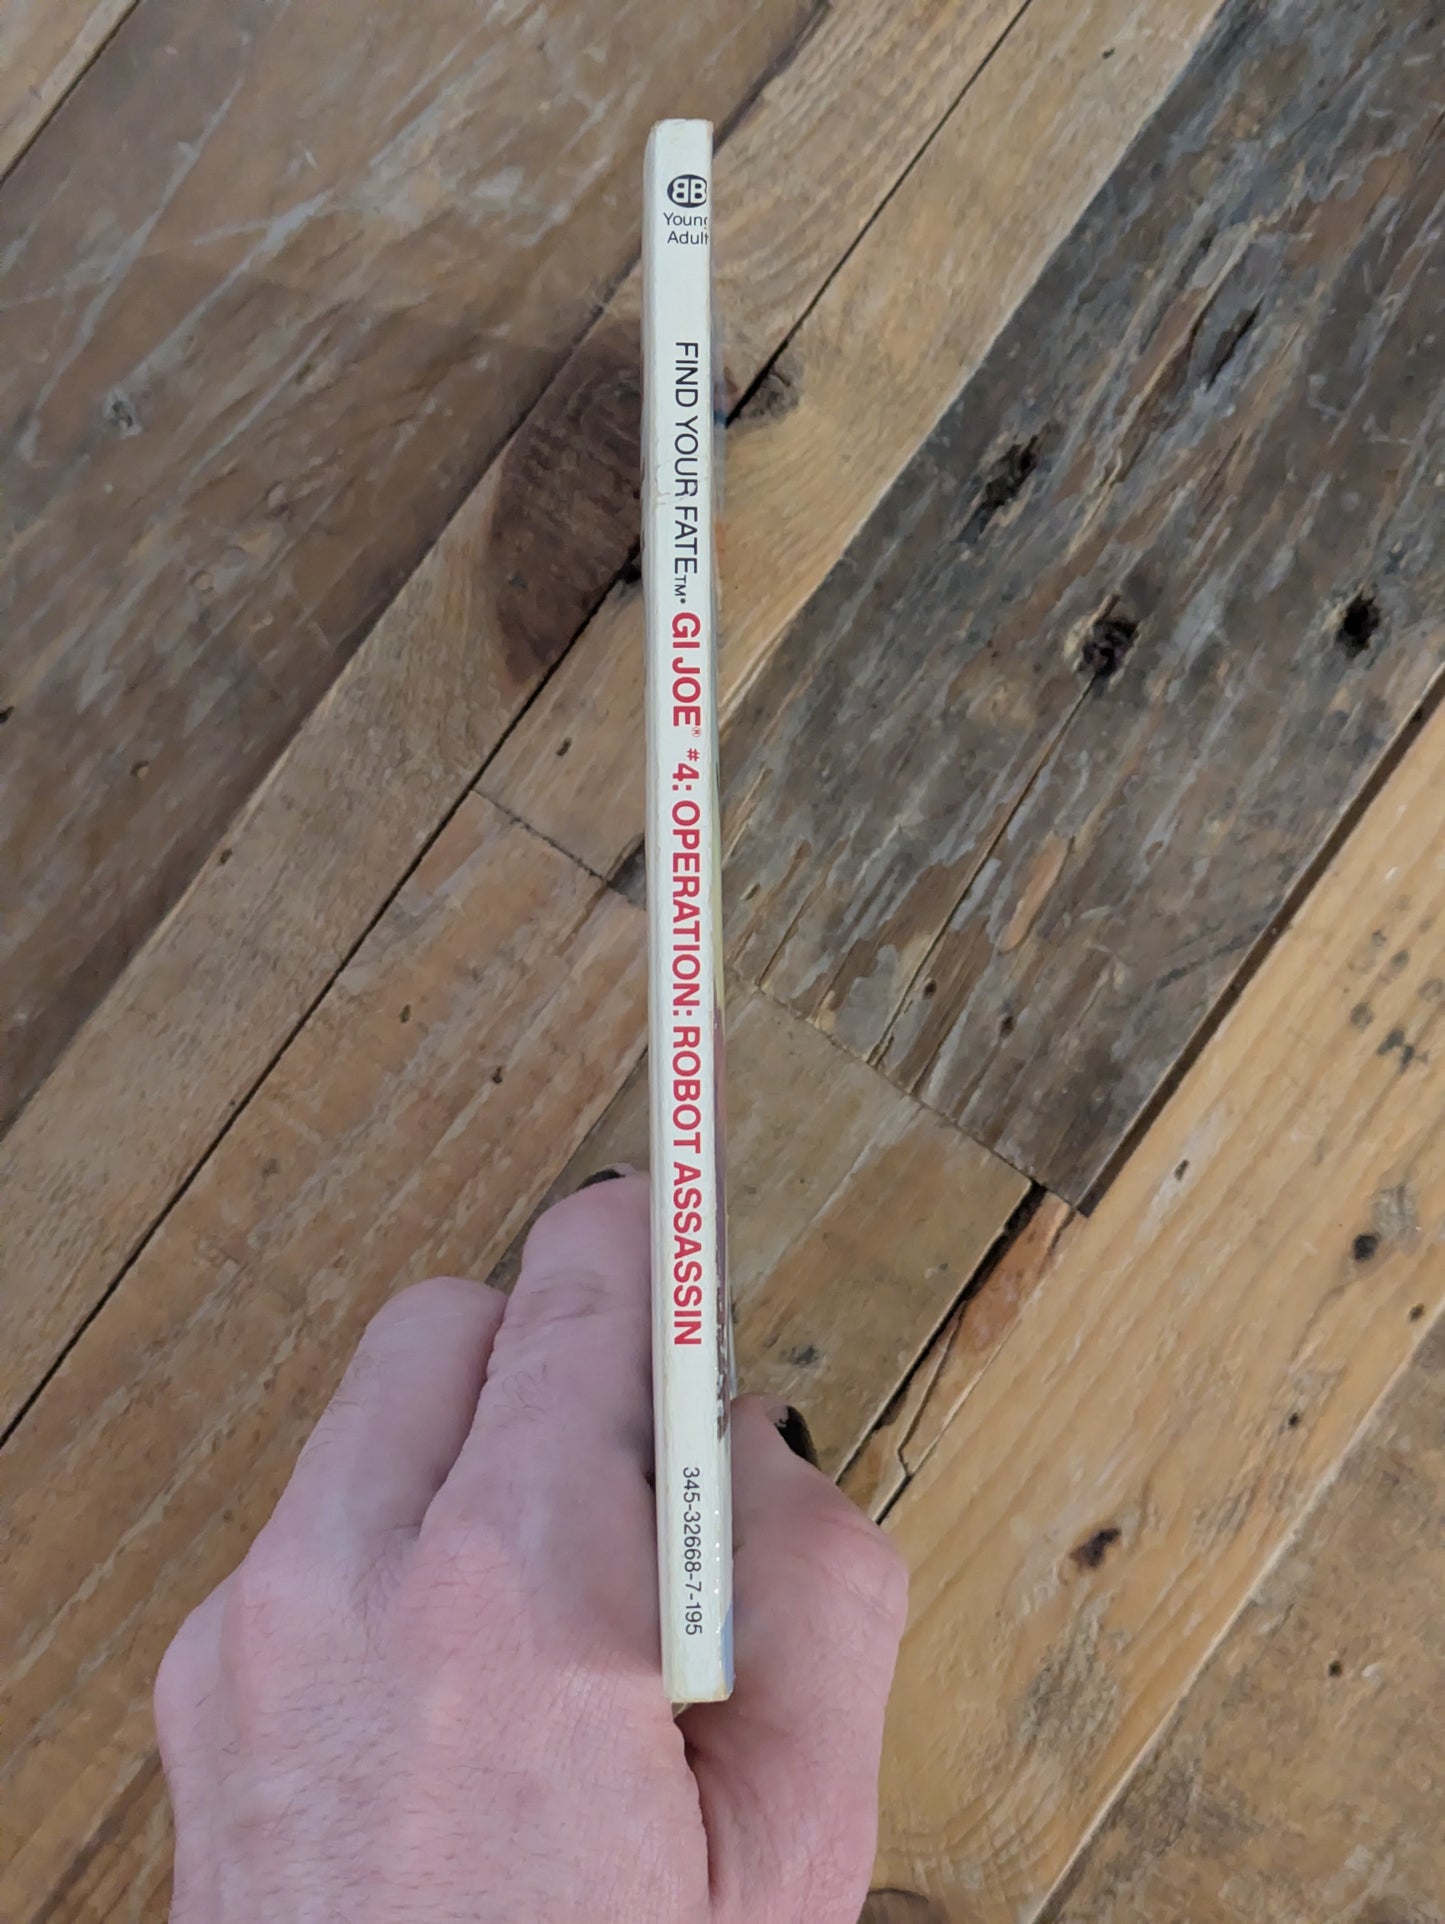 BB
Young
Adult
FIND YOUR FATE™* GI JOE® #4: OPERATION: ROBOT ASSASSIN
345-32668-7-195